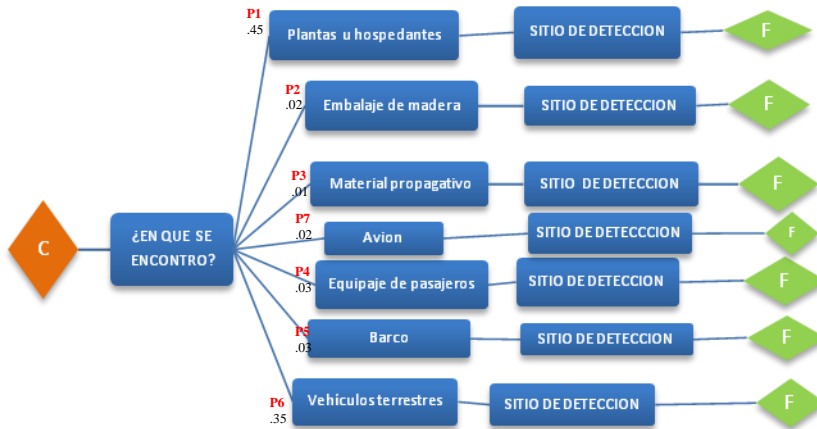 P1
.45
Plantas u hospedantes
SITIO DE DETECCION
F
P2
.02
Embalaje de madera
SITIO DE DETECCION
F
P3
.01
Material propagativo
SITIO DE DETECCION
F
C
¿EN QUE SE
ENCONTRO?
P7
.02
Avion
SITIO DE DETECCCCION
F
P4
.03
Equipaje de pasajeros
SITIO DE DETECCION
F
P5
.03
Barco
SITIO DE DETECCION
F
P6
.35
Vehículos terrestres
SITIO DE DETECCION
F